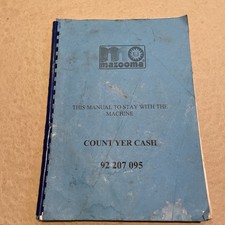 mazooma
THIS MANUAL TO STAY WITH THE
MACHINE
COUNT YER CASH
92 207 095